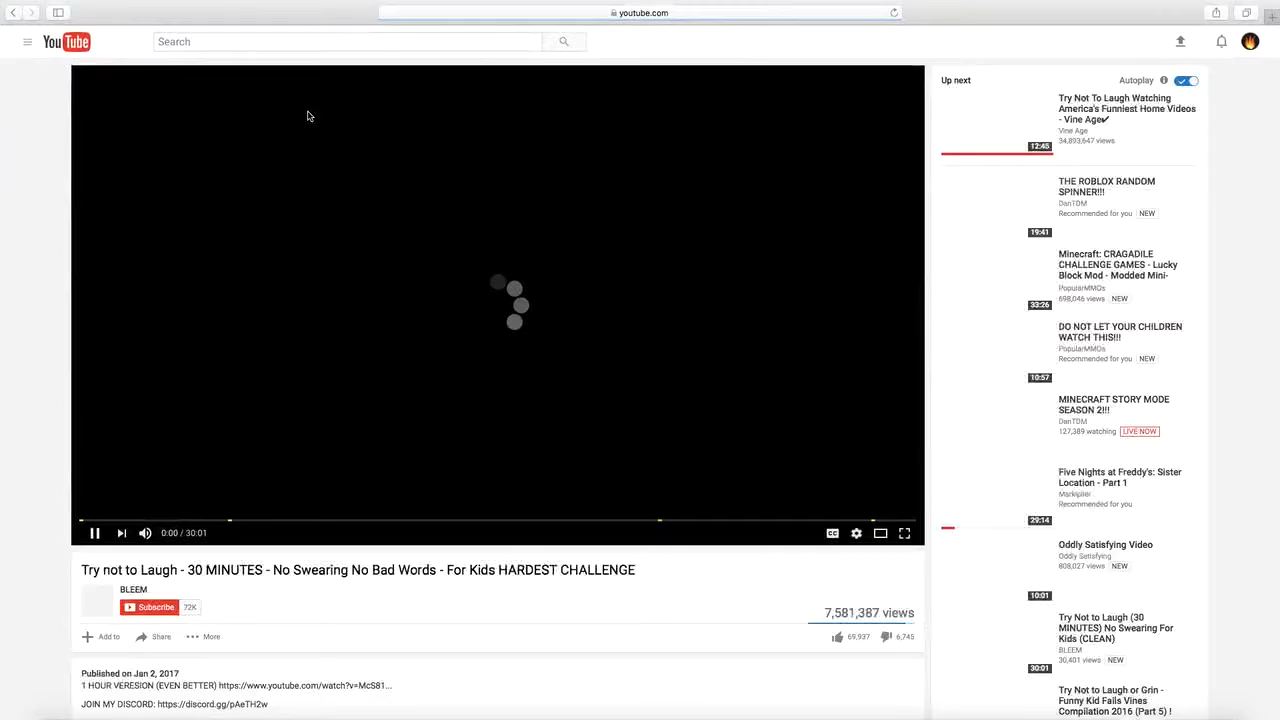 youtube.com
YouTube
Search
Up next
Autoplay
Try Not To Laugh Watching
America's Funniest Home Videos
- Vine Age✔
Vine Age
34,893,647 views
12:45
THE ROBLOX RANDOM
SPINNER!!!
DanTDM
Recommended for you NEW
19:41
Minecraft: CRAGADILE
CHALLENGE GAMES - Lucky
Block Mod - Modded Mini-
PopularMMOs
698,046 views NEW
33:26
DO NOT LET YOUR CHILDREN
WATCH THIS!!!
PopularMMOs
Recommended for you NEW
10:57
MINECRAFT STORY MODE
SEASON 2!!!
DanTDM
127,389 watching LIVE NOW
Five Nights at Freddy's: Sister
Location - Part 1
Markiplier
Recommended for you
29:14
Oddly Satisfying Video
Oddly Satisfying
808,027 views NEW
10:01
Try Not to Laugh (30
MINUTES) No Swearing For
Kids (CLEAN)
BLEEM
30,401 views NEW
30:01
Try Not to Laugh or Grin -
Funny Kid Fails Vines
Compilation 2016 (Part 5) !
0:00 / 30:01
CC
Try not to Laugh - 30 MINUTES - No Swearing No Bad Words - For Kids HARDEST CHALLENGE
BLEEM
Subscribe 72K
7,581,387 views
Add to Share More
69,937 6,745
Published on Jan 2, 2017
1 HOUR VERESION (EVEN BETTER) https://www.youtube.com/watch?v=McS81...
JOIN MY DISCORD: https://discord.gg/pAeTH2w